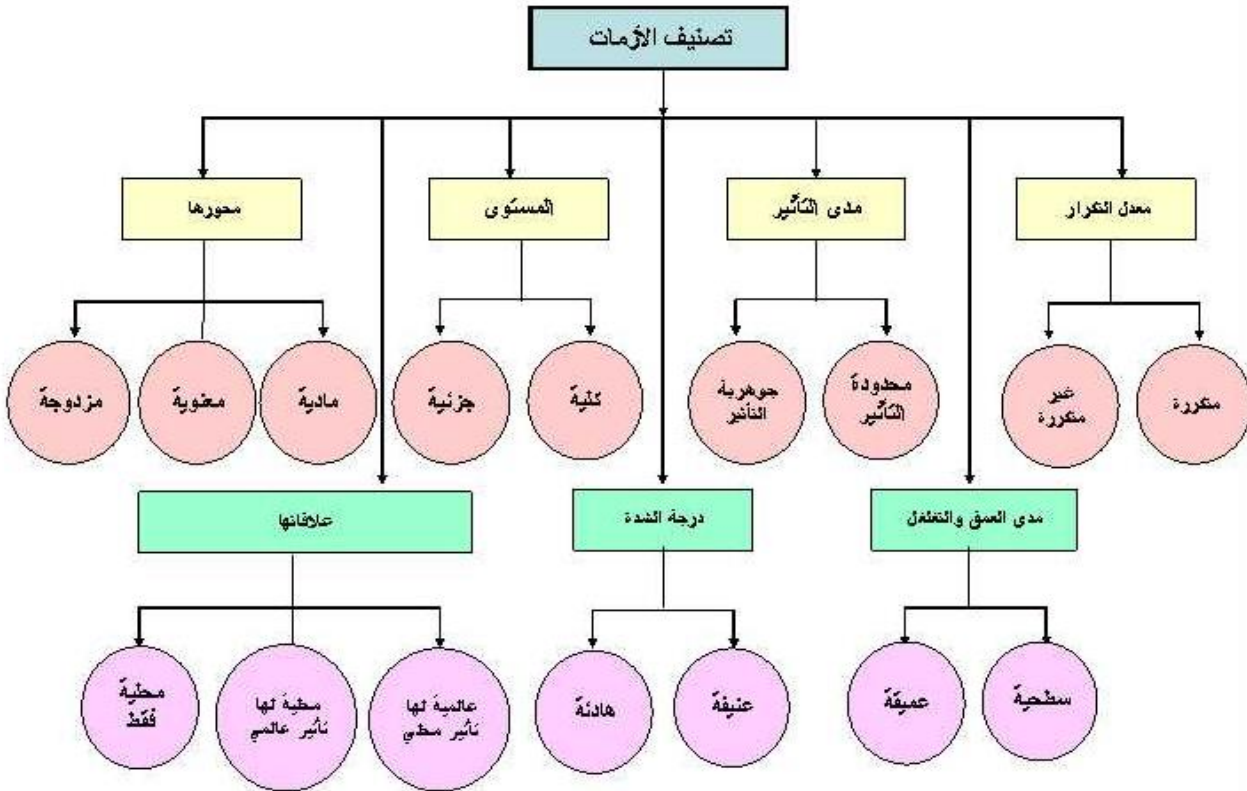 تصنيف الأزمات
معدل التكرار
مدى التأثير
المستوى
محورها
متكررة
غير
متكررة
محدودة
التأثير
جوهرية
التأثير
كلية
جزئية
مادية
معنوية
مزدوجة
مدى العمق والتغلغل
درجة الشدة
علاقاتها
سطحية
عميقة
عنيفة
هادئة
عالمية لها
تأثير محلي
محلية لها
تأثير عالمي
محلية
فقط